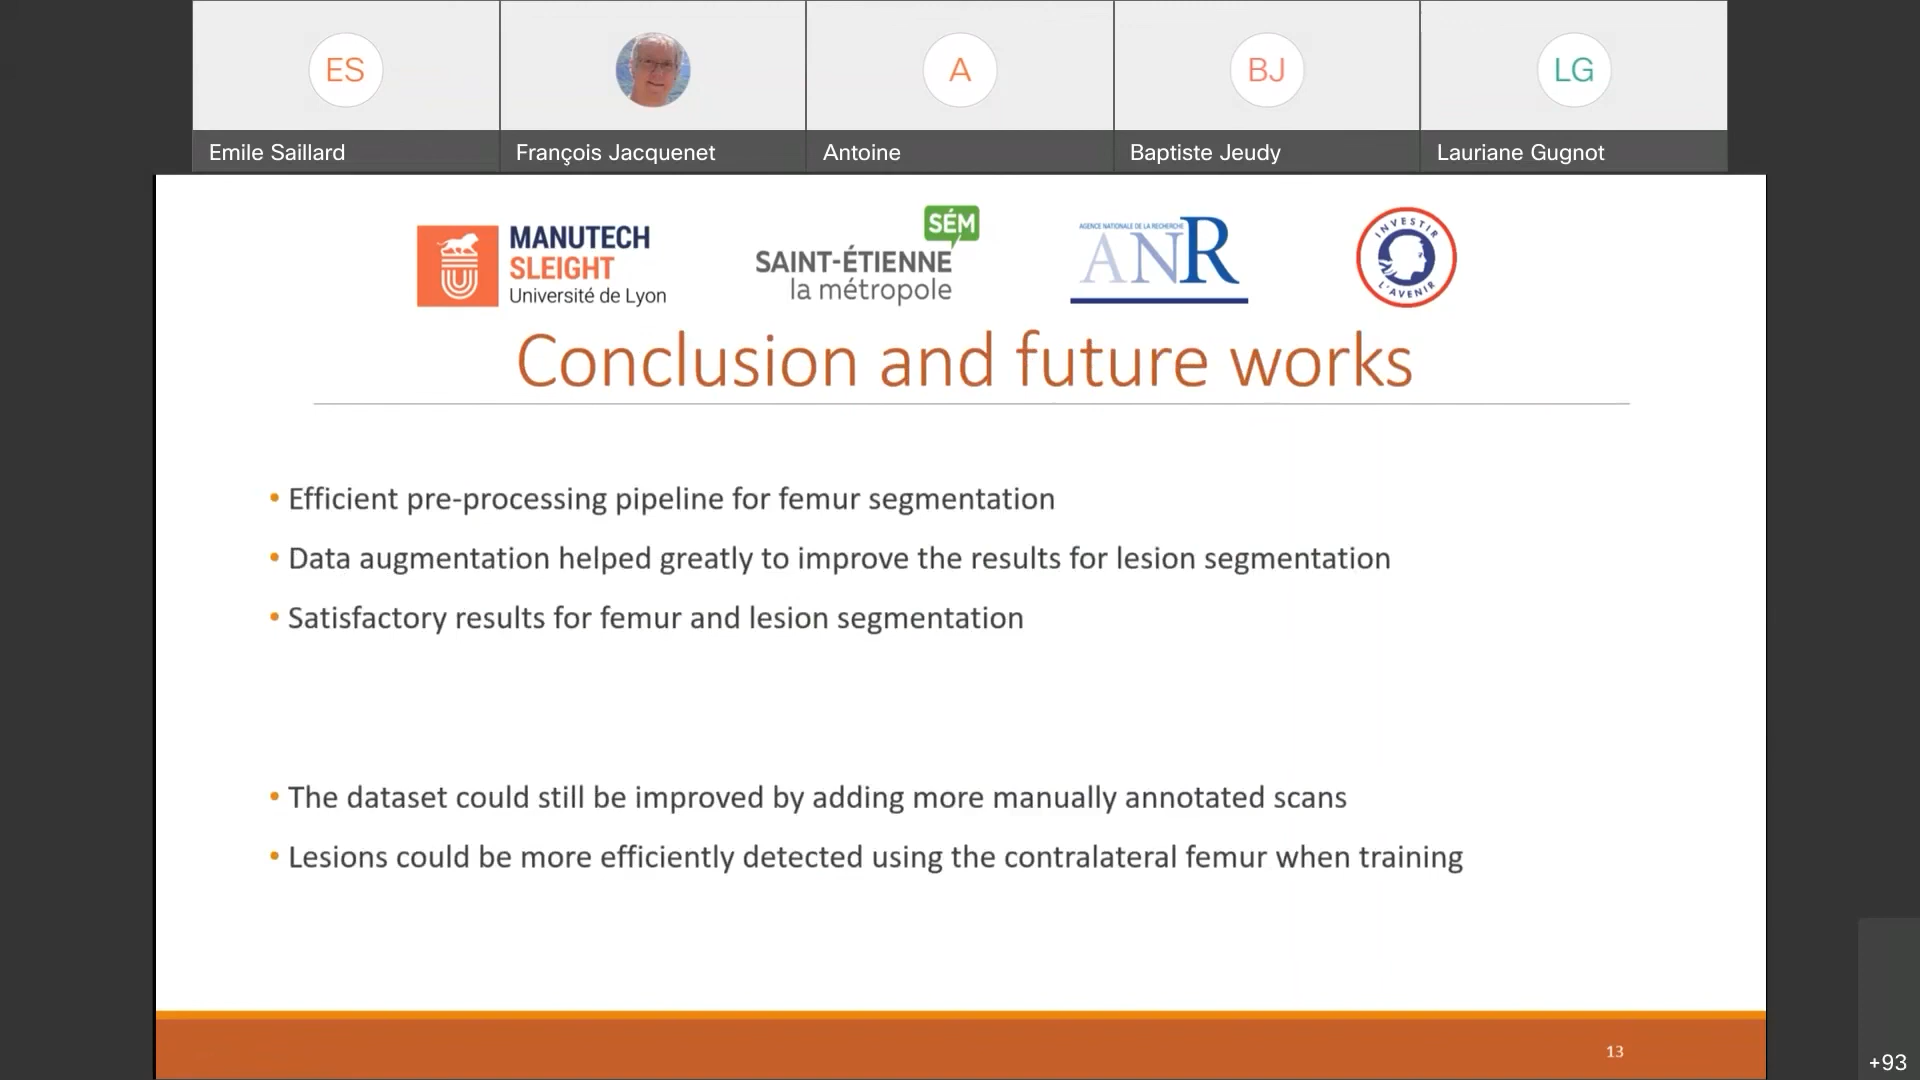 ES
A
BJ
LG
Emile Saillard
François Jacquenet
Antoine
Baptiste Jeudy
Lauriane Gugnot
MANUTECH
SLEIGHT
Université de Lyon
SÉM
SAINT-ÉTIENNE
la métropole
AGENCE NATIONALE DE LA RECHERCHE
ANR
INVESTIR
L'AVENIR
Conclusion and future works
• Efficient pre-processing pipeline for femur segmentation
• Data augmentation helped greatly to improve the results for lesion segmentation
• Satisfactory results for femur and lesion segmentation
• The dataset could still be improved by adding more manually annotated scans
• Lesions could be more efficiently detected using the contralateral femur when training
13
+93